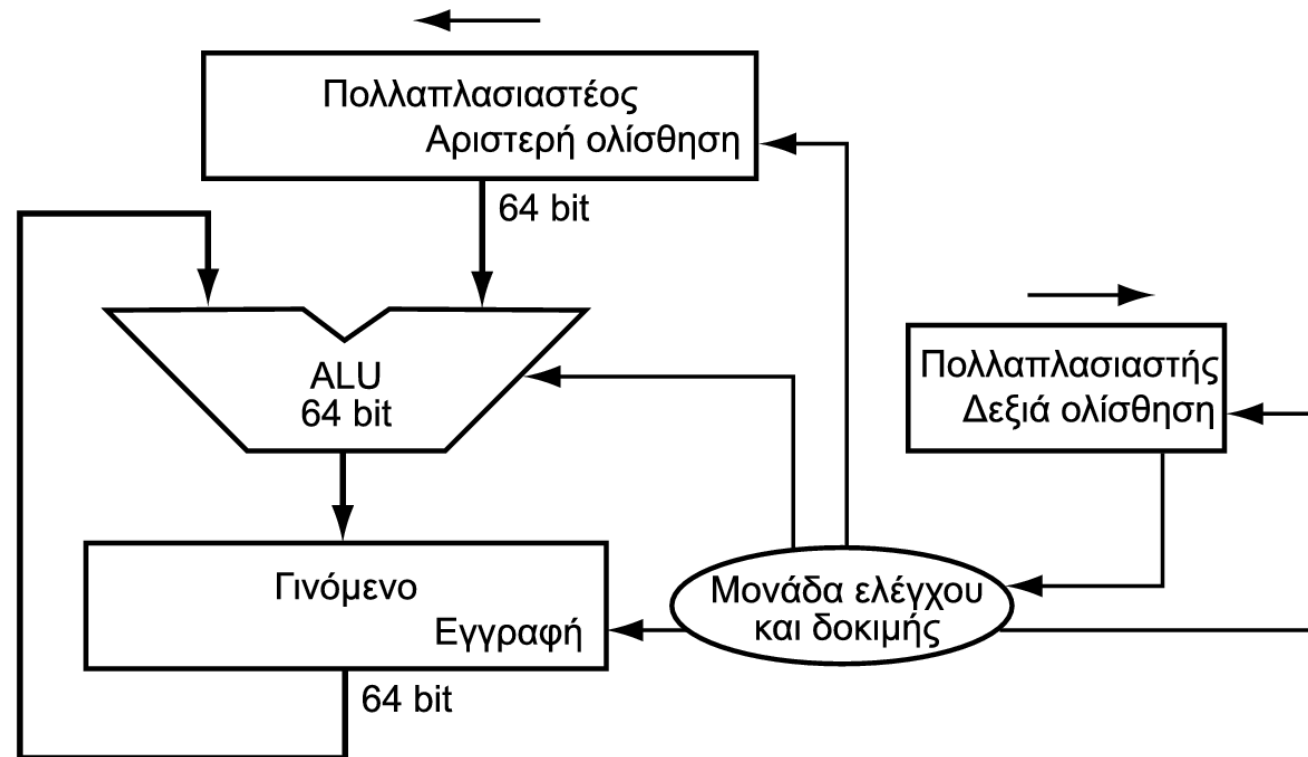 Πολλαπλασιαστέος
Αριστερή ολίσθηση
64 bit
ALU
64 bit
Πολλαπλασιαστής
Δεξιά ολίσθηση
Γινόμενο
Εγγραφή
64 bit
Μονάδα ελέγχου
και δοκιμής